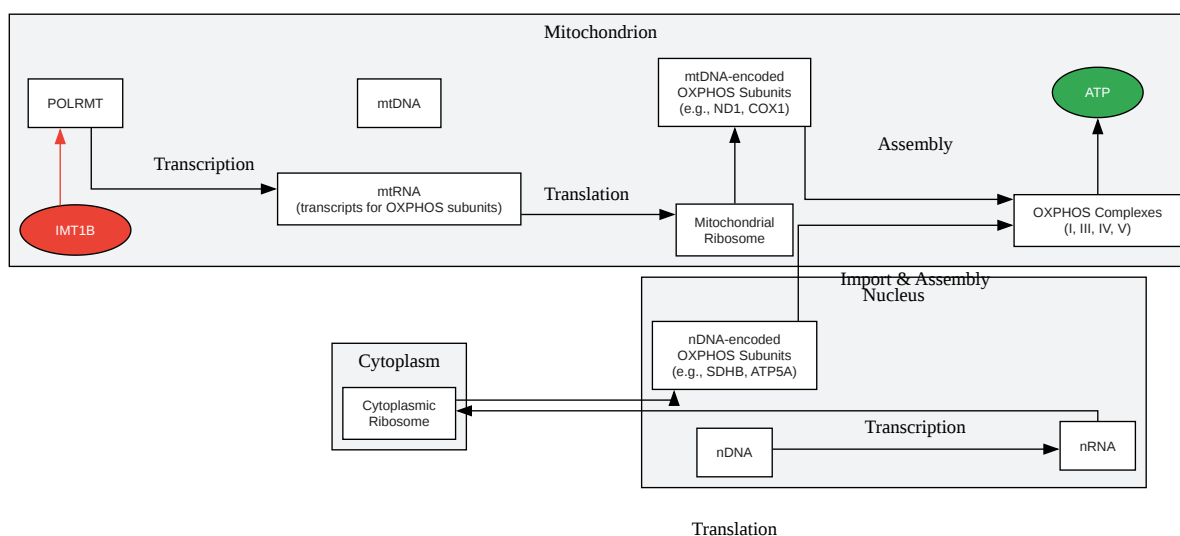 Mitochondrion
POLRMT
mtDNA
mtDNA-encoded
OXPHOS Subunits
(e.g., ND1, COX1)
ATP
Transcription
Assembly
mtRNA
(transcripts for OXPHOS subunits)
Translation
IMT1B
Mitochondrial
Ribosome
OXPHOS Complexes
(I, III, IV, V)
Import & Assembly
Nucleus
nDNA-encoded
OXPHOS Subunits
(e.g., SDHB, ATP5A)
Cytoplasm
Cytoplasmic
Ribosome
Transcription
nDNA
nRNA
Translation